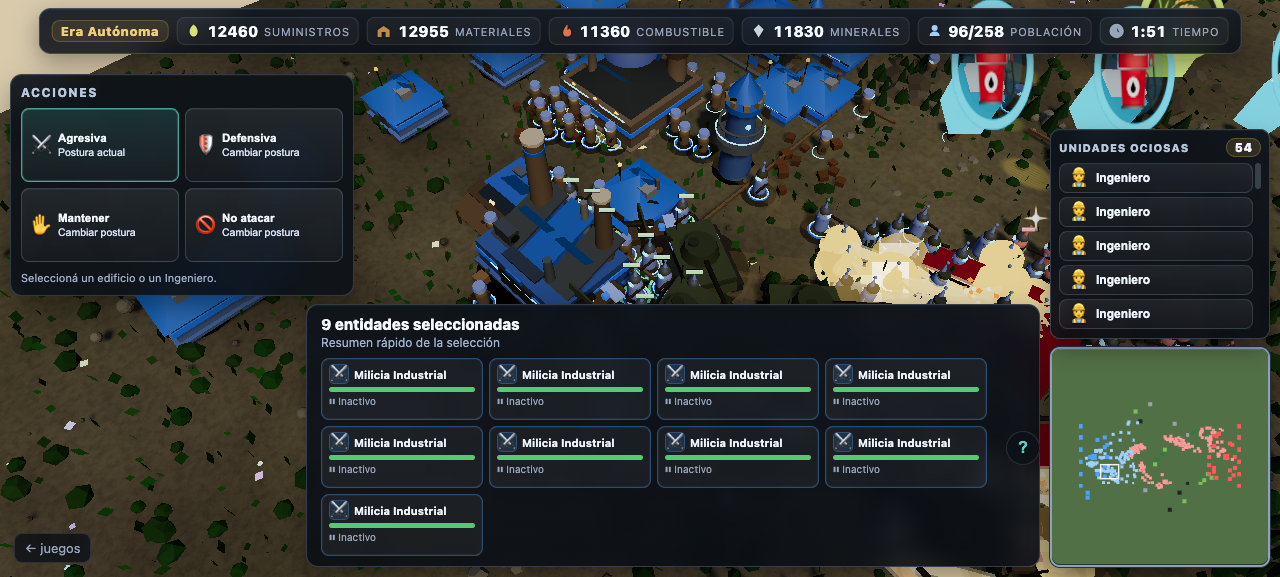 Era Autónoma
12460 SUMINISTROS
12955 MATERIALES
11360 COMBUSTIBLE
11830 MINERALES
96/258 POBLACIÓN
1:51 TIEMPO
ACCIONES
Agresiva
Postura actual
Defensiva
Cambiar postura
Mantener
Cambiar postura
No atacar
Cambiar postura
Seleccioná un edificio o un Ingeniero.
UNIDADES OCIOSAS 54
Ingeniero
Ingeniero
Ingeniero
Ingeniero
Ingeniero
9 entidades seleccionadas
Resumen rápido de la selección
Milicia Industrial
Inactivo
Milicia Industrial
Inactivo
Milicia Industrial
Inactivo
Milicia Industrial
Inactivo
Milicia Industrial
Inactivo
Milicia Industrial
Inactivo
Milicia Industrial
Inactivo
Milicia Industrial
Inactivo
Milicia Industrial
Inactivo
?
← juegos